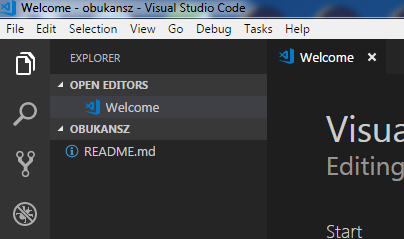 Welcome - obukansz - Visual Studio Code
File Edit Selection View Go Debug Tasks Help
EXPLORER
Welcome
OPEN EDITORS
Welcome
OBUKANSZ
README.md
Visua
Editing
Start